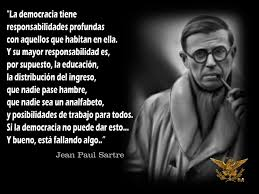 "La democracia tiene
responsabilidades profundas
con aquellos que habitan en ella.
Y su mayor responsabilidad es,
por supuesto, la educación,
la distribución del ingreso,
que nadie pase hambre,
que nadie sea un analfabeto,
y posibilidades de trabajo para todos.
Si la democracia no puede dar esto...
Y bueno, está fallando algo.."
Jean Paul Sartre